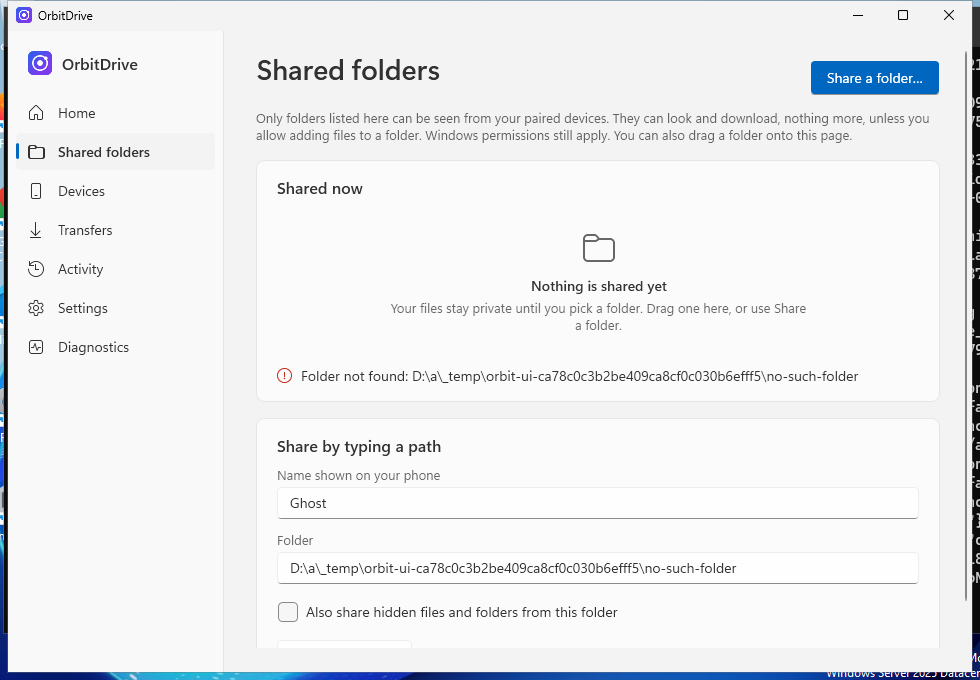 OrbitDrive
OrbitDrive
Home
Shared folders
Devices
Transfers
Activity
Settings
Diagnostics
Shared folders
Share a folder...
Only folders listed here can be seen from your paired devices. They can look and download, nothing more, unless you
allow adding files to a folder. Windows permissions still apply. You can also drag a folder onto this page.
Shared now
Nothing is shared yet
Your files stay private until you pick a folder. Drag one here, or use Share
a folder.
Folder not found: D:\a\_temp\orbit-ui-ca78c0c3b2be409ca8cf0c030b6efff5\no-such-folder
Share by typing a path
Name shown on your phone
Ghost
Folder
D:\a\_temp\orbit-ui-ca78c0c3b2be409ca8cf0c030b6efff5\no-such-folder
Also share hidden files and folders from this folder
Windows Server 2025 Datacen